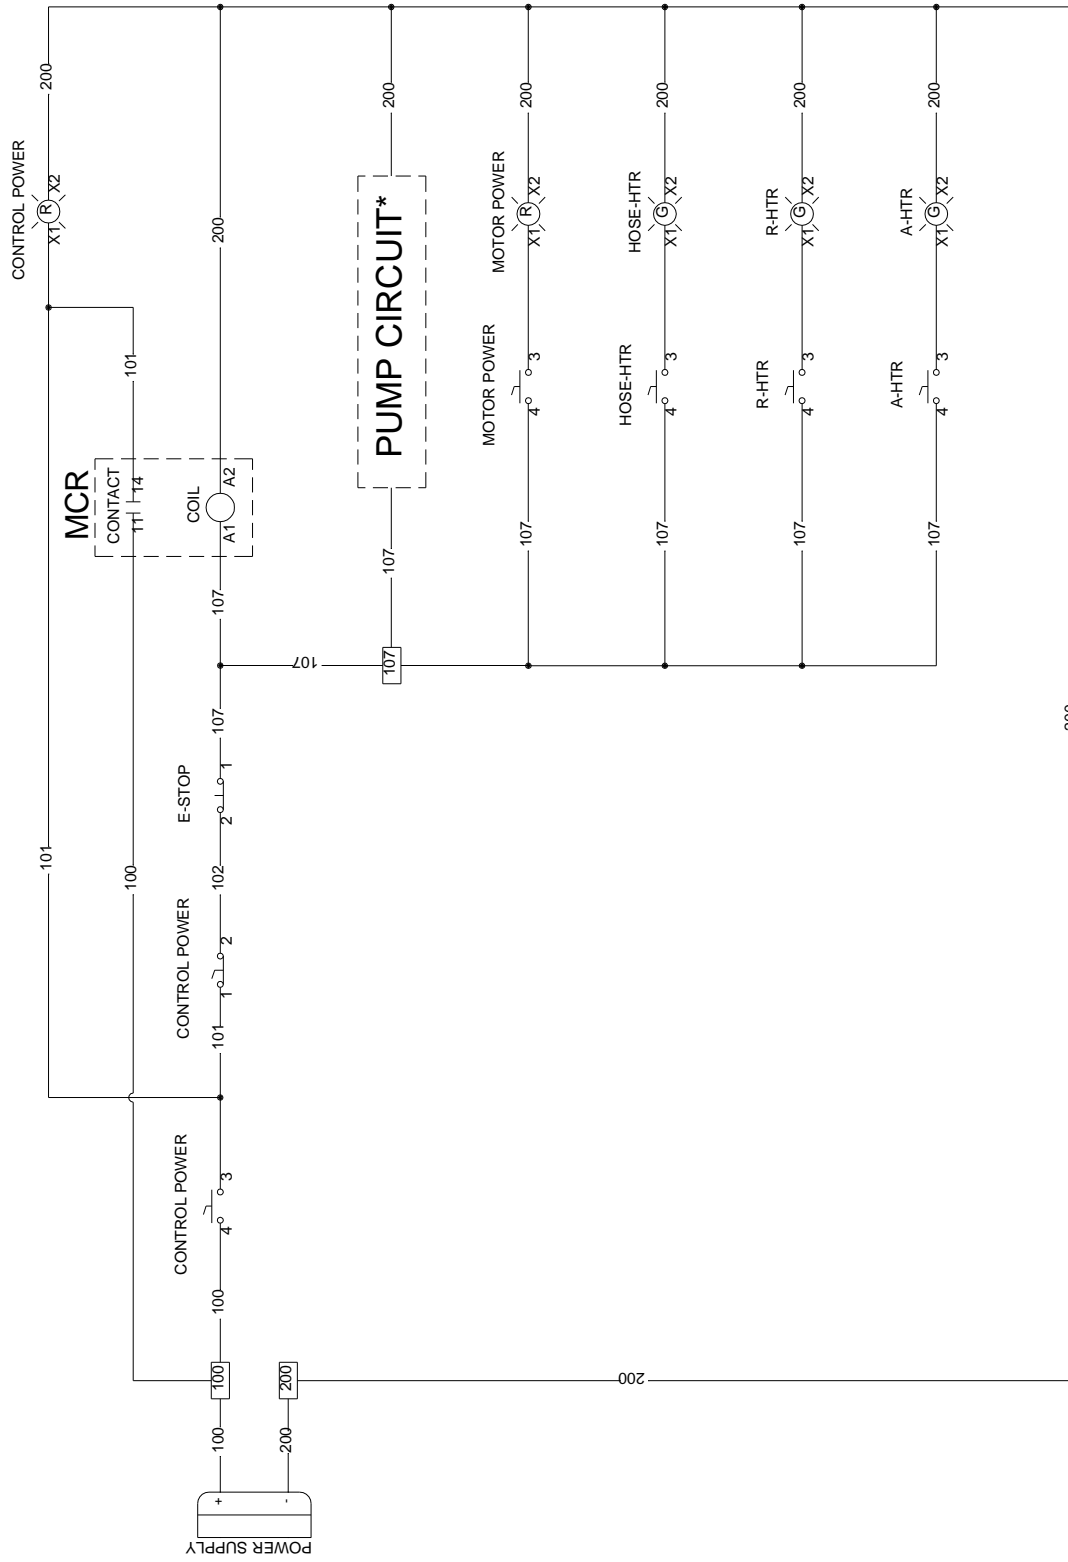 POWER SUPPLY
+
-
100
200
100
200
200
100
CONTROL POWER
4 3
101
CONTROL POWER
1 2
102
E-STOP
2 1
107
107
MCR
COIL
A1 A2
200
100
CONTACT
11 14
101
101
CONTROL POWER
X1 R X2
200
107
107
107
PUMP CIRCUIT*
200
107
MOTOR POWER
4 3
MOTOR POWER
X1 R X2
200
107
HOSE-HTR
4 3
HOSE-HTR
X1 G X2
200
107
R-HTR
4 3
R-HTR
X1 G X2
200
107
A-HTR
4 3
A-HTR
X1 G X2
200